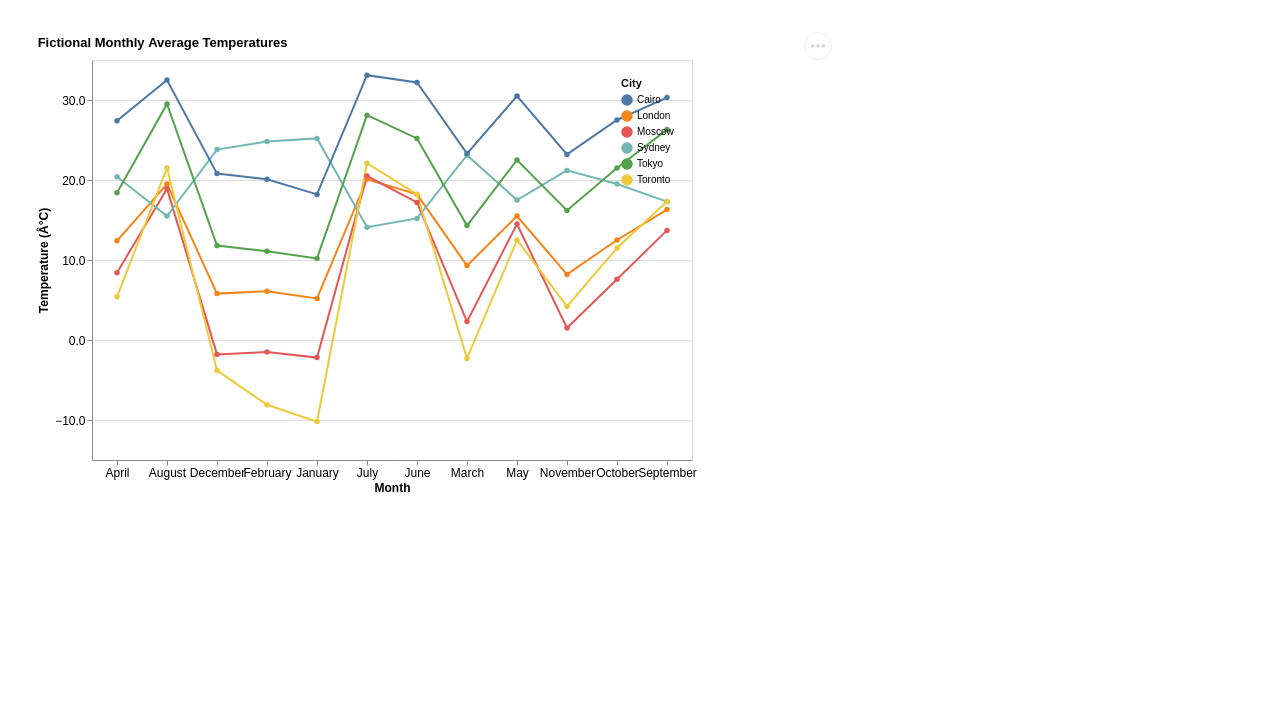 Fictional Monthly Average Temperatures
City
Cairo
London
Moscow
Sydney
Tokyo
Toronto
30.0
20.0
10.0
0.0
−10.0
Temperature (Â°C)
April August December February January July June March May November October September
Month